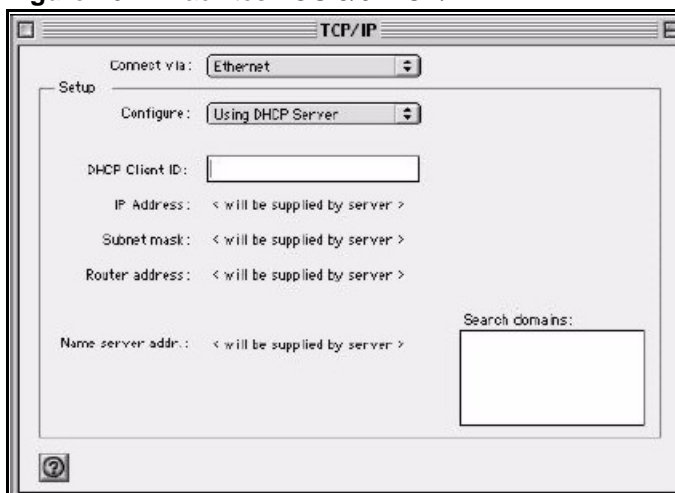 TCP/IP
Connect via: Ethernet
Setup
Configure: Using DHCP Server
DHCP Client ID:
IP Address: < will be supplied by server >
Subnet mask: < will be supplied by server >
Router address: < will be supplied by server >
Search domains:
Name server addr.: < will be supplied by server >
?